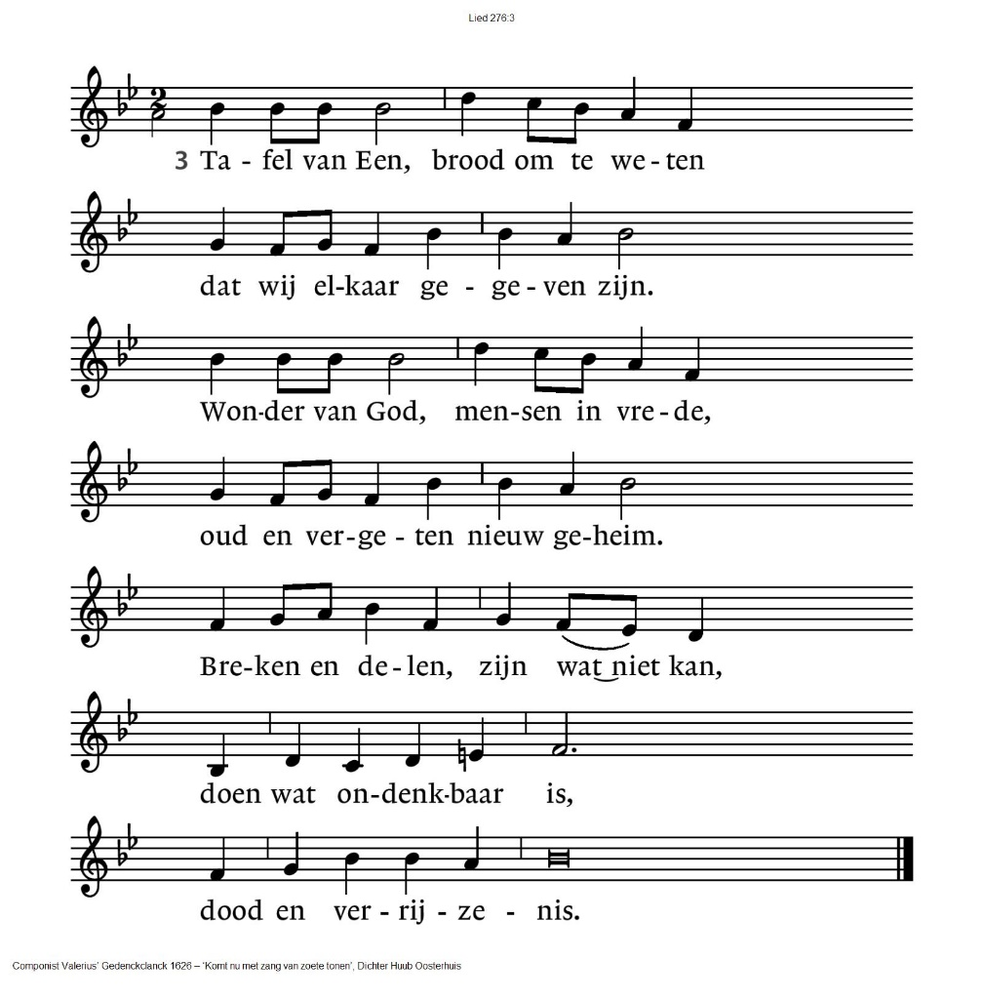 Lied 276:3
2
2
3 Ta - fel van Een, brood om te we - ten
dat wij el-kaar ge - ge - ven zijn.
Won-der van God, men-sen in vre - de,
oud en ver-ge - ten nieuw ge-heim.
Bre-ken en de - len, zijn wat niet kan,
doen wat on-denk-baar is,
dood en ver - rij - ze - nis.
Componist Valerius’ Gedenckclanck 1626 – ‘Komt nu met zang van zoete tonen’, Dichter Huub Oosterhuis